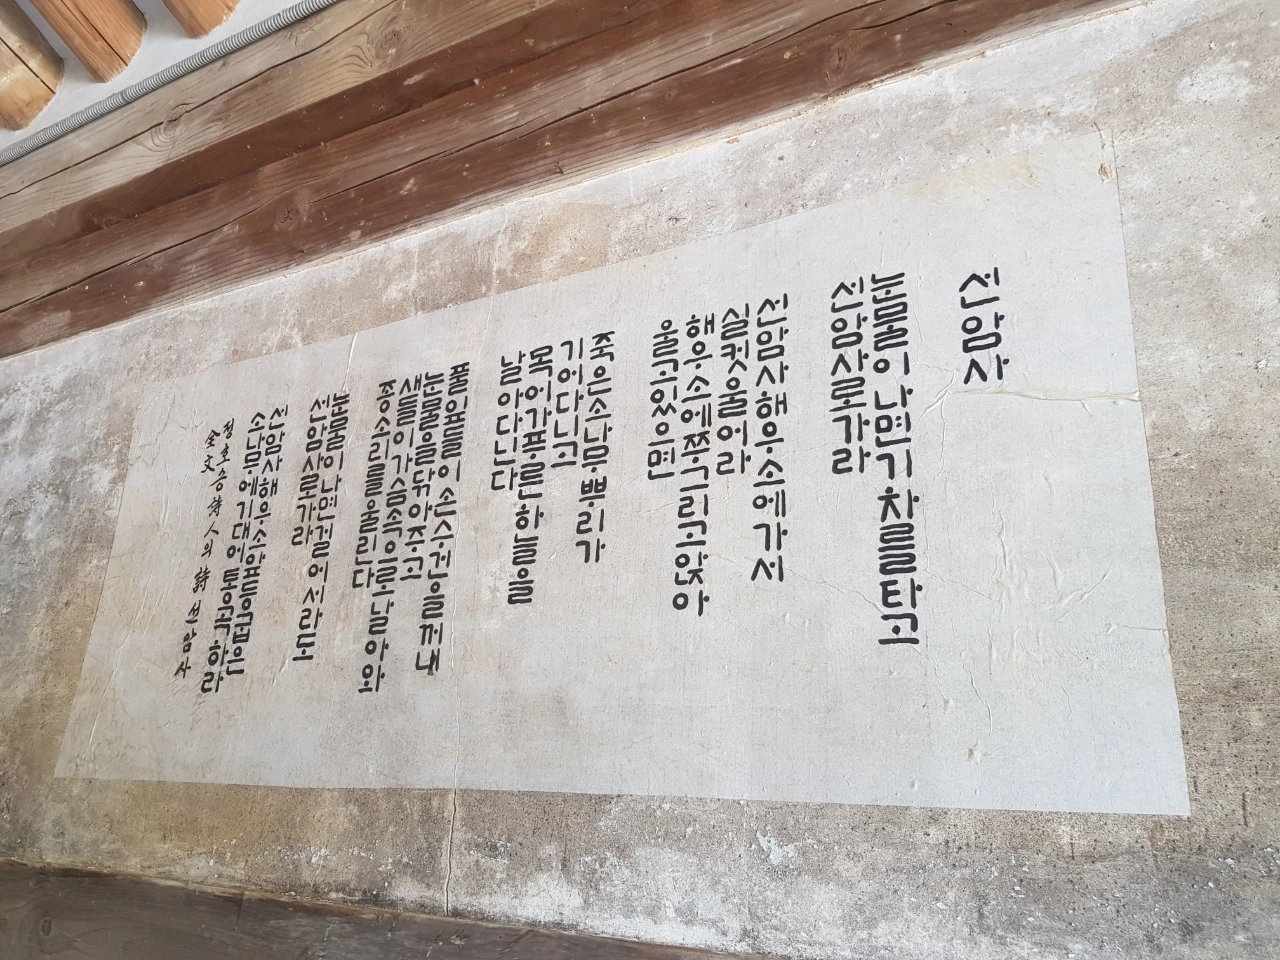 선암사
눈물이 나면 기차를 타고
선암사로 가라
선암사 해우소에 가서
실컷 울어라
해우소에 쭈그리고 앉아
울고 있으면
죽은 소나무 뿌리가
기어다니고
목어가 푸른 하늘을
날아다닌다
풀잎들이 손수건을 꺼내
눈물을 닦아주고
새들이 가슴속으로 날아와
종소리를 울린다
눈물이 나면 걸어서라도
선암사로 가라
선암사 해우소 앞 등 굽은
소나무에 기대어 통곡하라
정호승 詩人의 詩 선암사
全文